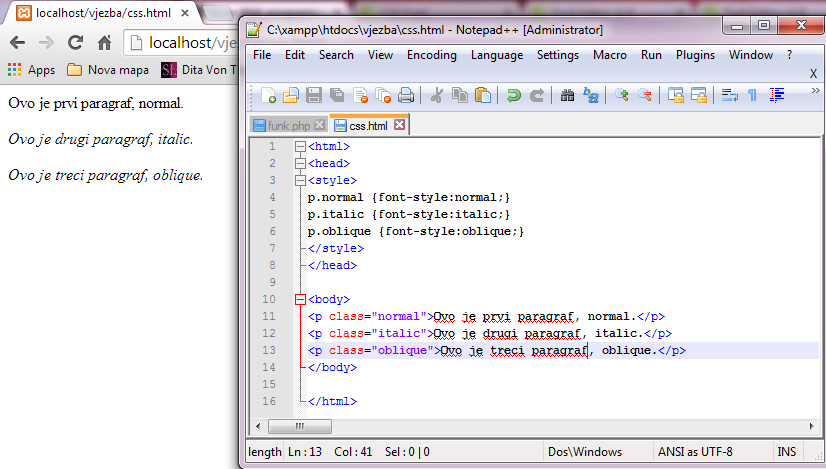 localhost/vjezba/css.html
localhost/vje
Apps Nova mapa Dita Von T
Ovo je prvi paragraf, normal.
Ovo je drugi paragraf, italic.
Ovo je treci paragraf, oblique.
C:\xampp\htdocs\vjezba\css.html - Notepad++ [Administrator]
File Edit Search View Encoding Language Settings Macro Run Plugins Window ?
X
funk.php css.html
1 <html>
2 <head>
3 <style>
4 p.normal {font-style:normal;}
5 p.italic {font-style:italic;}
6 p.oblique {font-style:oblique;}
7 </style>
8 </head>
9
10 <body>
11 <p class="normal">Ovo je prvi paragraf, normal.</p>
12 <p class="italic">Ovo je drugi paragraf, italic.</p>
13 <p class="oblique">Ovo je treci paragraf, oblique.</p>
14 </body>
15
16 </html>
length Ln : 13 Col : 41 Sel : 0 | 0 Dos\Windows ANSI as UTF-8 INS